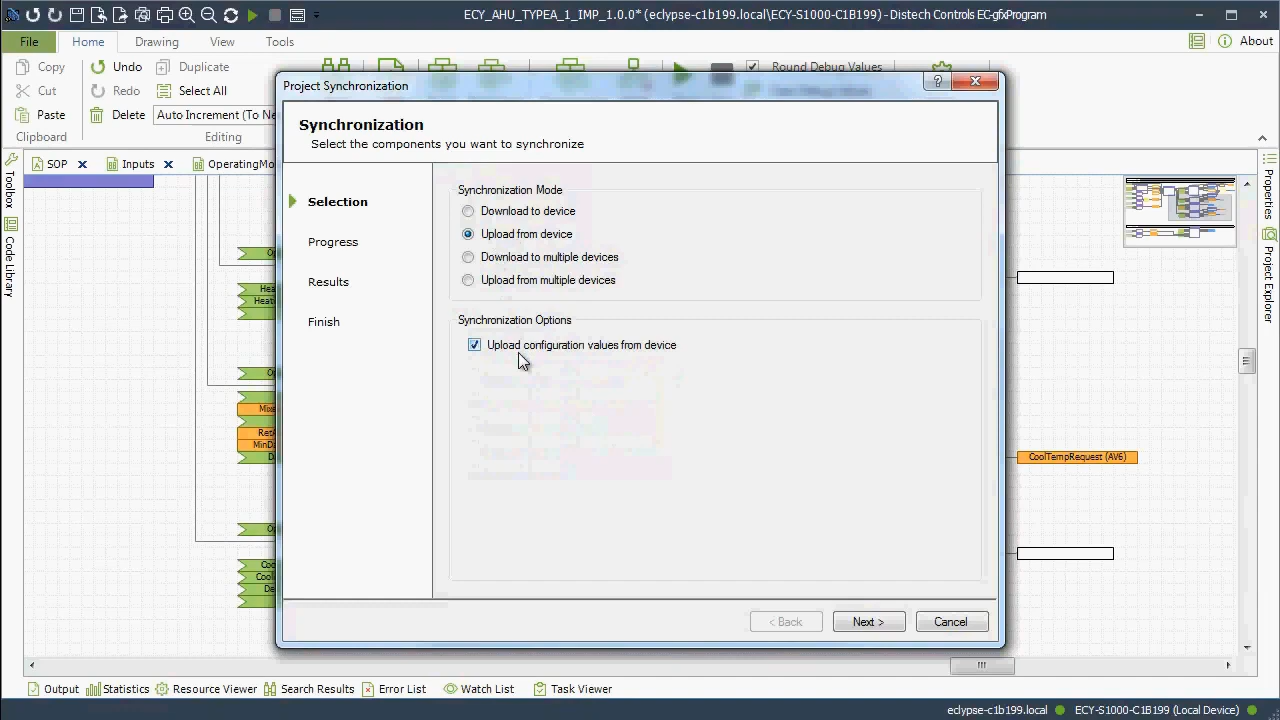 ECY_AHU_TYPEA_1_IMP_1.0.0* (eclypse-c1b199.local\ECY-S1000-C1B199) - Distech Controls EC-gfxProgram
File Home Drawing View Tools About
Copy Undo Duplicate Round Debug Values
Cut Redo Select All
Paste Delete Auto Increment (To Ne
Clipboard Editing
SOP Inputs OperatingMo
Toolbox
Code Library
Properties
Project Explorer
Project Synchronization
?
Synchronization
Select the components you want to synchronize
Selection
Progress
Results
Finish
Synchronization Mode
Download to device
Upload from device
Download to multiple devices
Upload from multiple devices
Synchronization Options
Upload configuration values from device
< Back Next > Cancel
CoolTempRequest (AV6)
Output Statistics Resource Viewer Search Results Error List Watch List Task Viewer
eclypse-c1b199.local ECY-S1000-C1B199 (Local Device)